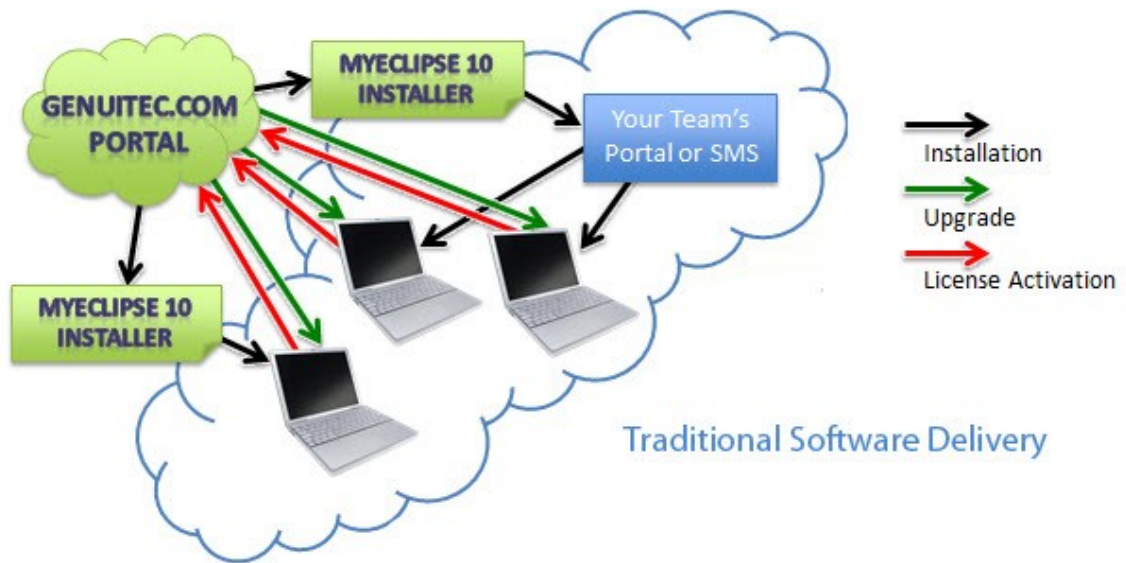 GENUITEC.COM
PORTAL
MYECLIPSE 10
INSTALLER
Your Team's
Portal or SMS
Installation
Upgrade
License Activation
MYECLIPSE 10
INSTALLER
Traditional Software Delivery